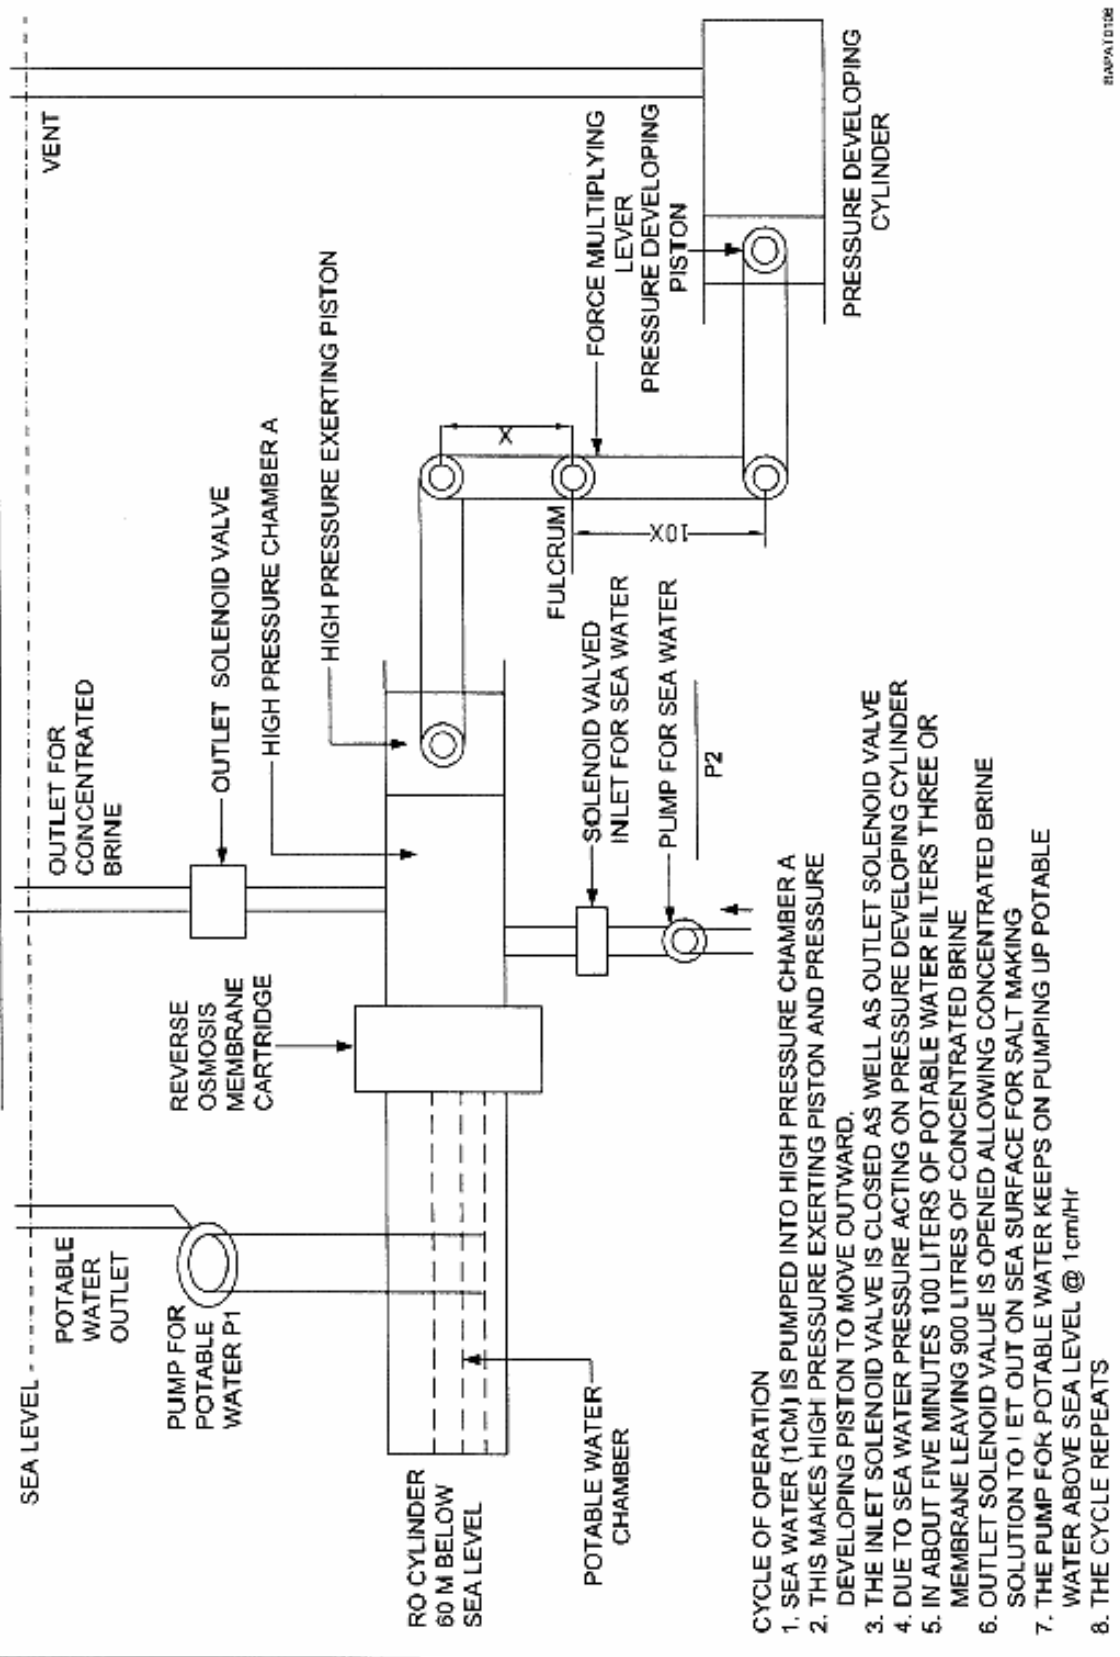 SEA LEVEL
VENT
OUTLET FOR
CONCENTRATED
BRINE
OUTLET SOLENOID VALVE
HIGH PRESSURE CHAMBER A
HIGH PRESSURE EXERTING PISTON
POTABLE
WATER
OUTLET
PUMP FOR
POTABLE
WATER P1
REVERSE
OSMOSIS
MEMBRANE
CARTRIDGE
X
FULCRUM
10X
FORCE MULTIPLYING
LEVER
PRESSURE DEVELOPING
PISTON
PRESSURE DEVELOPING
CYLINDER
RO CYLINDER
60 M BELOW
SEA LEVEL
POTABLE WATER
CHAMBER
SOLENOID VALVED
INLET FOR SEA WATER
PUMP FOR SEA WATER
P2
CYCLE OF OPERATION
1. SEA WATER (1CM) IS PUMPED INTO HIGH PRESSURE CHAMBER A
2. THIS MAKES HIGH PRESSURE EXERTING PISTON AND PRESSURE
DEVELOPING PISTON TO MOVE OUTWARD.
3. THE INLET SOLENOID VALVE IS CLOSED AS WELL AS OUTLET SOLENOID VALVE
4. DUE TO SEA WATER PRESSURE ACTING ON PRESSURE DEVELOPING CYLINDER
5. IN ABOUT FIVE MINUTES 100 LITERS OF POTABLE WATER FILTERS THREE OR
MEMBRANE LEAVING 900 LITRES OF CONCENTRATED BRINE
6. OUTLET SOLENOID VALUE IS OPENED ALLOWING CONCENTRATED BRINE
SOLUTION TO LET OUT ON SEA SURFACE FOR SALT MAKING
7. THE PUMP FOR POTABLE WATER KEEPS ON PUMPING UP POTABLE
WATER ABOVE SEA LEVEL @ 1cm/Hr
8. THE CYCLE REPEATS